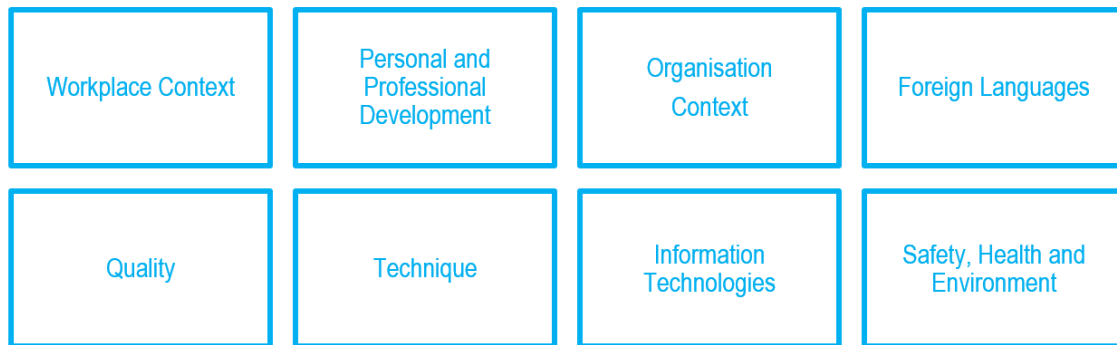 Workplace Context
Personal and
Professional
Development
Organisation
Context
Foreign Languages
Quality
Technique
Information
Technologies
Safety, Health and
Environment